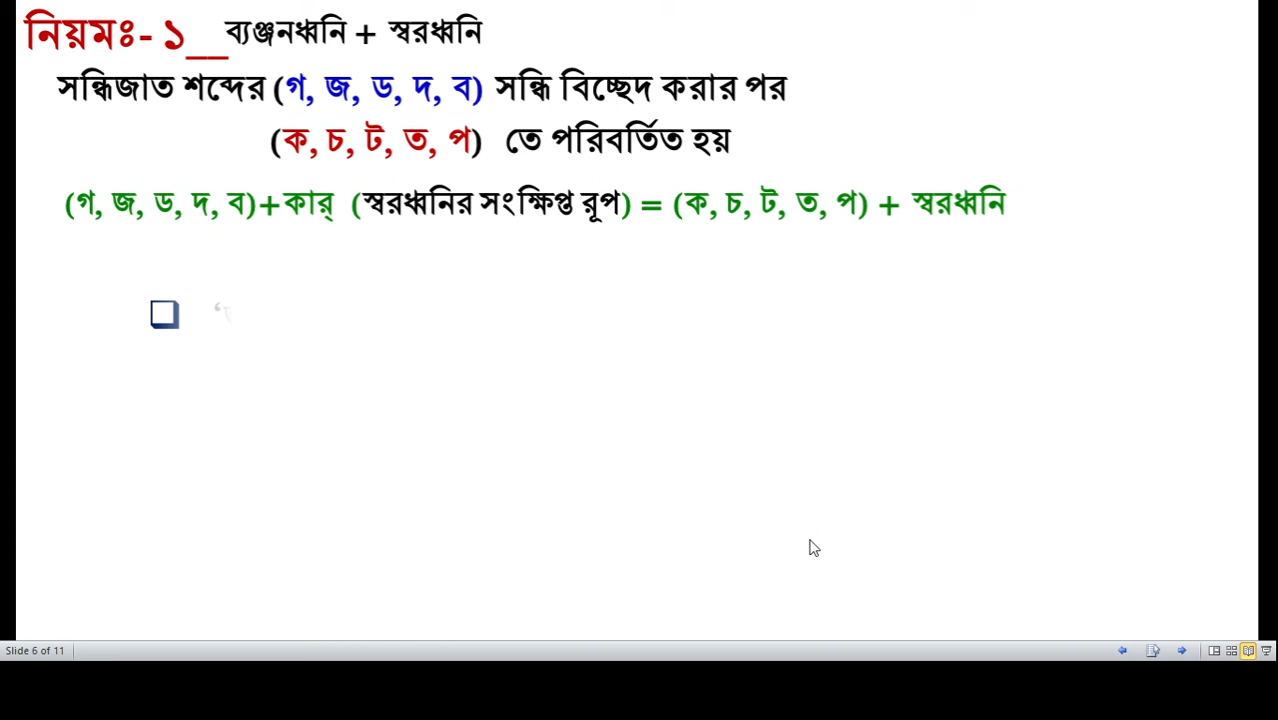 নিয়মঃ- ১__ব্যঞ্জনধ্বনি + স্বরধ্বনি
সন্ধিজাত শব্দের (গ, জ, ড, দ, ব) সন্ধি বিচ্ছেদ করার পর
(ক, চ, ট, ত, প) তে পরিবর্তিত হয়
(গ, জ, ড, দ, ব)+কার্ (স্বরধ্বনির সংক্ষিপ্ত রূপ) = (ক, চ, ট, ত, প) + স্বরধ্বনি
Slide 6 of 11